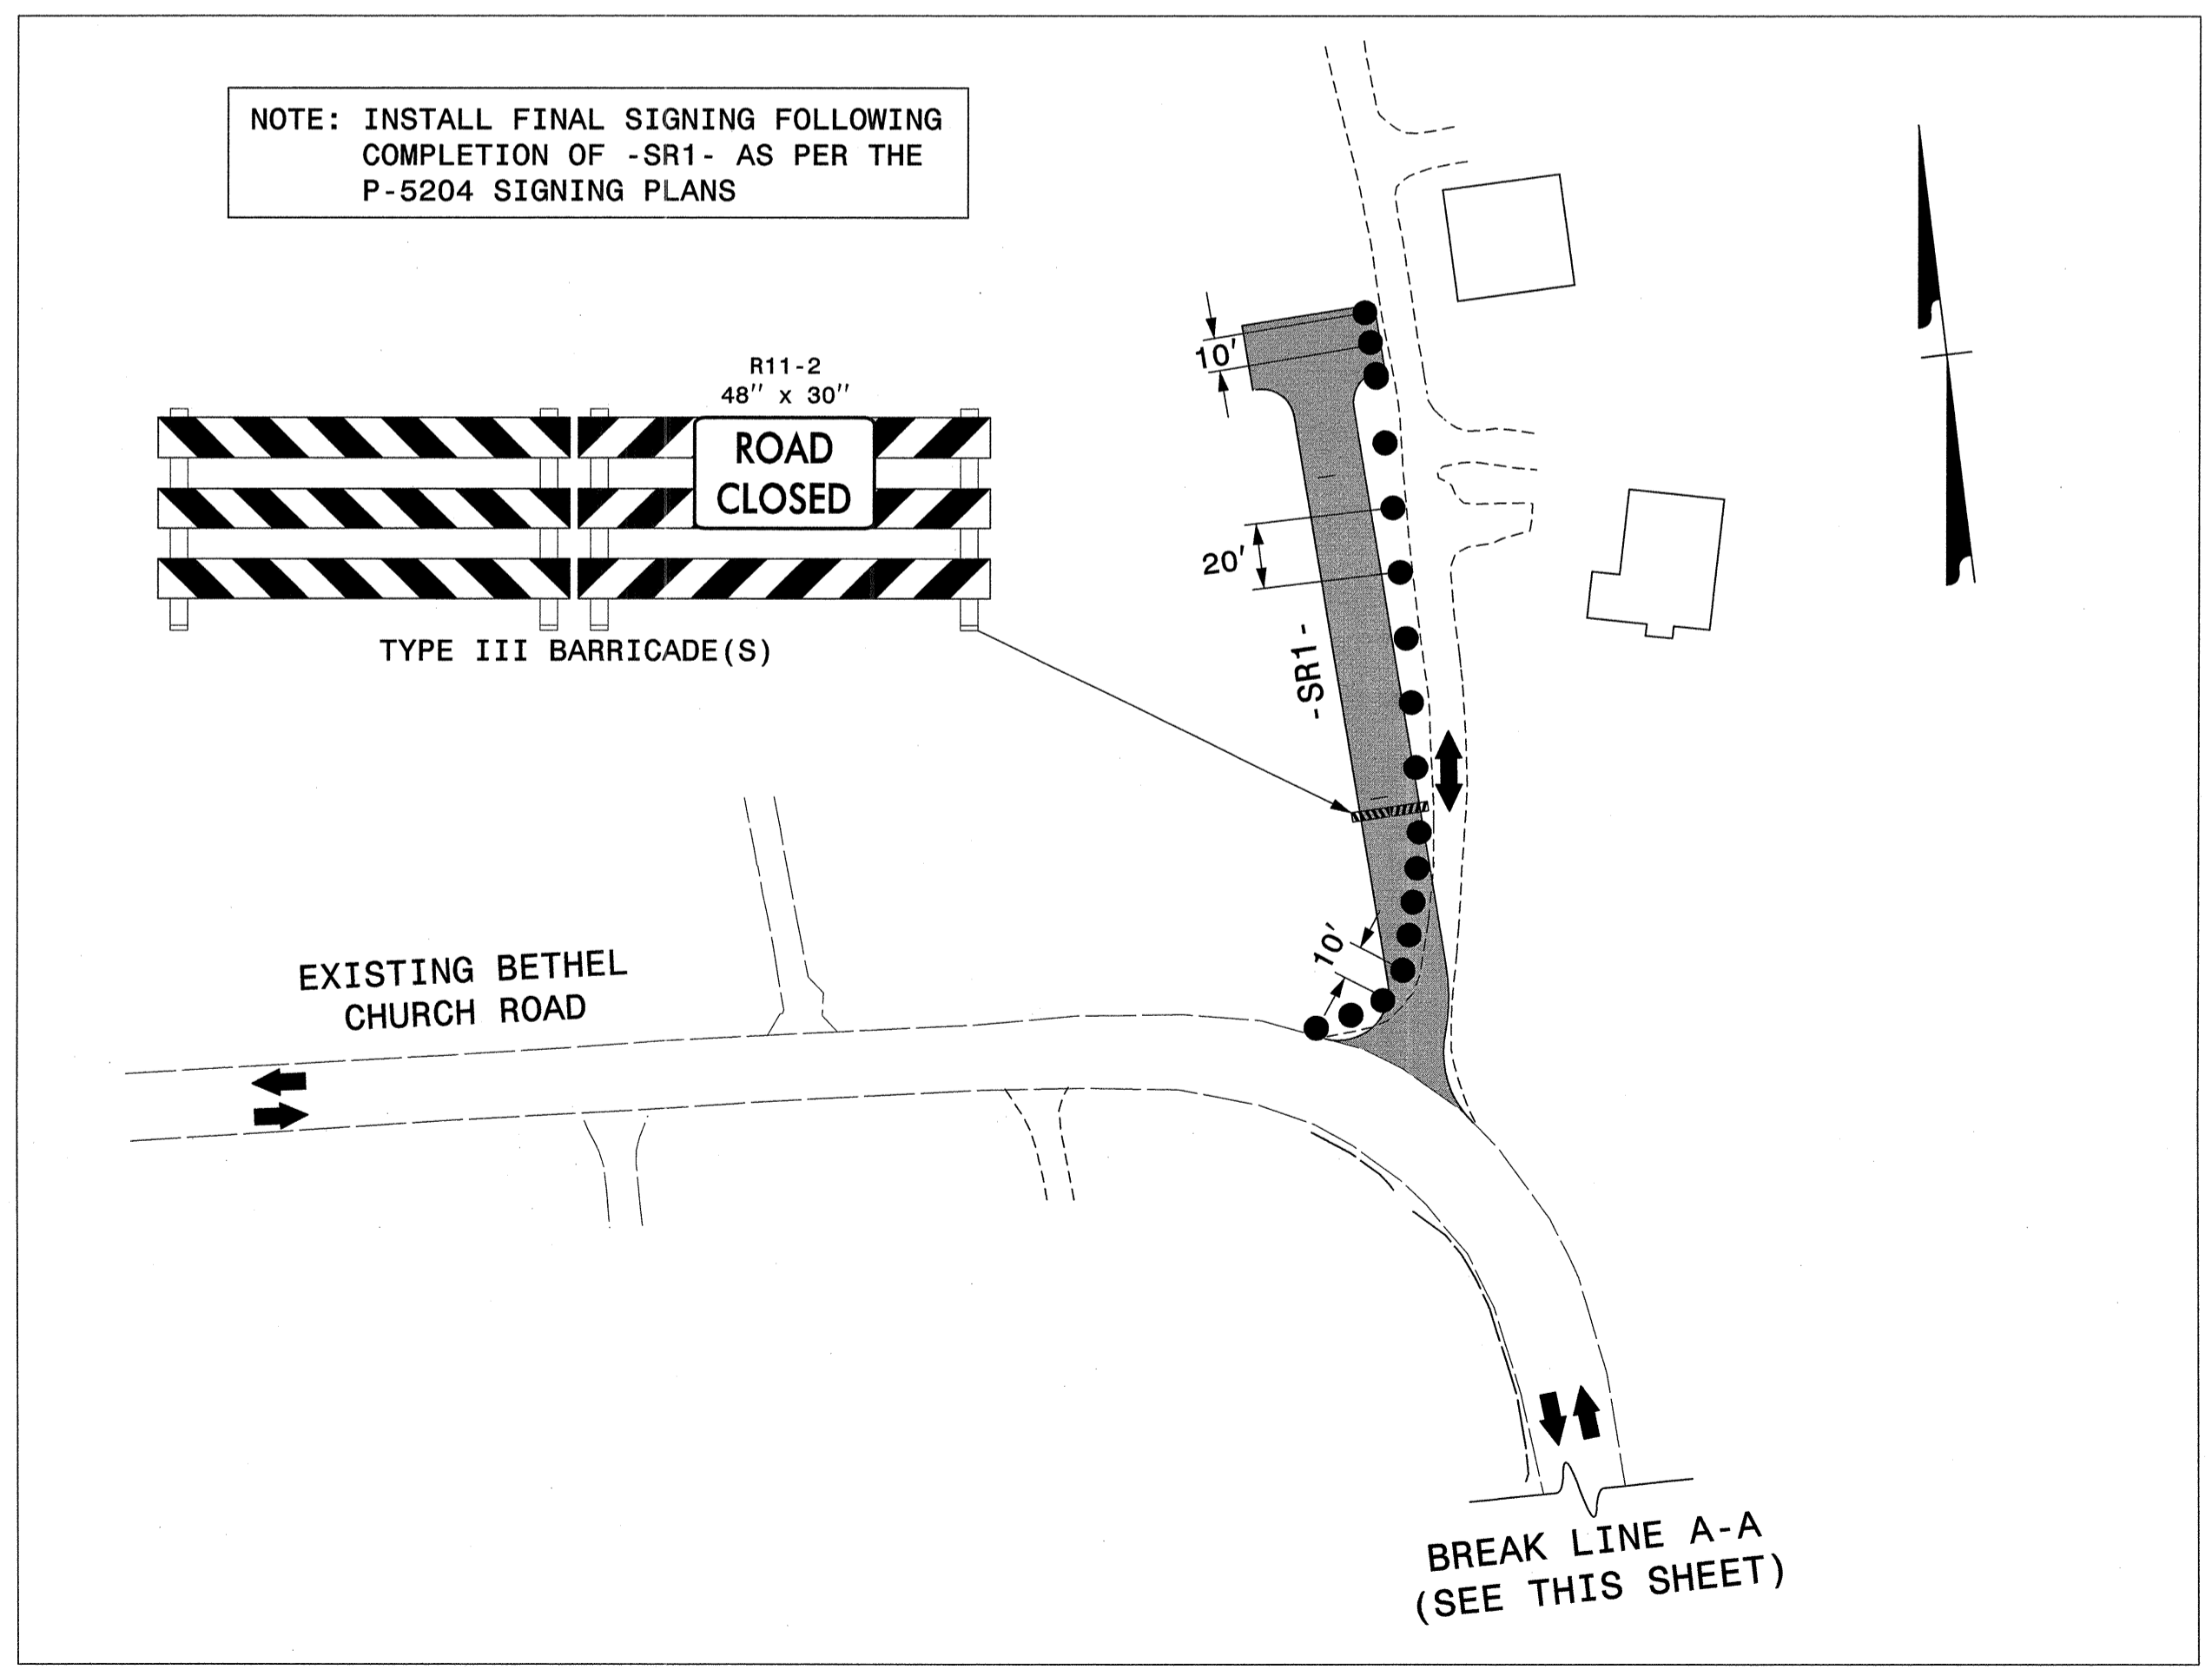 NOTE: INSTALL FINAL SIGNING FOLLOWING
COMPLETION OF -SR1- AS PER THE
P-5204 SIGNING PLANS
R11-2
48" x 30"
ROAD
CLOSED
TYPE III BARRICADE(S)
10'
20'
-SR1-
10'
EXISTING BETHEL
CHURCH ROAD
BREAK LINE A-A
(SEE THIS SHEET)